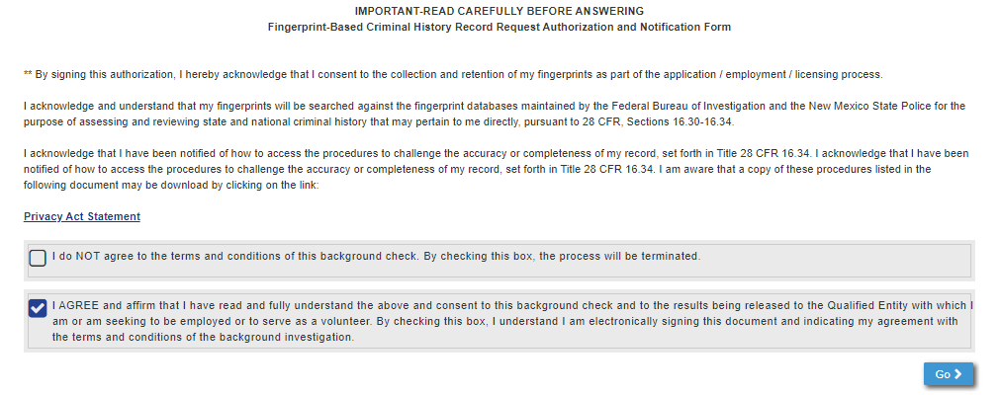 IMPORTANT-READ CAREFULLY BEFORE ANSWERING
Fingerprint-Based Criminal History Record Request Authorization and Notification Form
** By signing this authorization, I hereby acknowledge that I consent to the collection and retention of my fingerprints as part of the application / employment / licensing process.
I acknowledge and understand that my fingerprints will be searched against the fingerprint databases maintained by the Federal Bureau of Investigation and the New Mexico State Police for the
purpose of assessing and reviewing state and national criminal history that may pertain to me directly, pursuant to 28 CFR, Sections 16.30-16.34.
I acknowledge that I have been notified of how to access the procedures to challenge the accuracy or completeness of my record, set forth in Title 28 CFR 16.34. I acknowledge that I have been
notified of how to access the procedures to challenge the accuracy or completeness of my record, set forth in Title 28 CFR 16.34. I am aware that a copy of these procedures listed in the
following document may be download by clicking on the link:
Privacy Act Statement
I do NOT agree to the terms and conditions of this background check. By checking this box, the process will be terminated.
I AGREE and affirm that I have read and fully understand the above and consent to this background check and to the results being released to the Qualified Entity with which I
am or am seeking to be employed or to serve as a volunteer. By checking this box, I understand I am electronically signing this document and indicating my agreement with
the terms and conditions of the background investigation.
Go